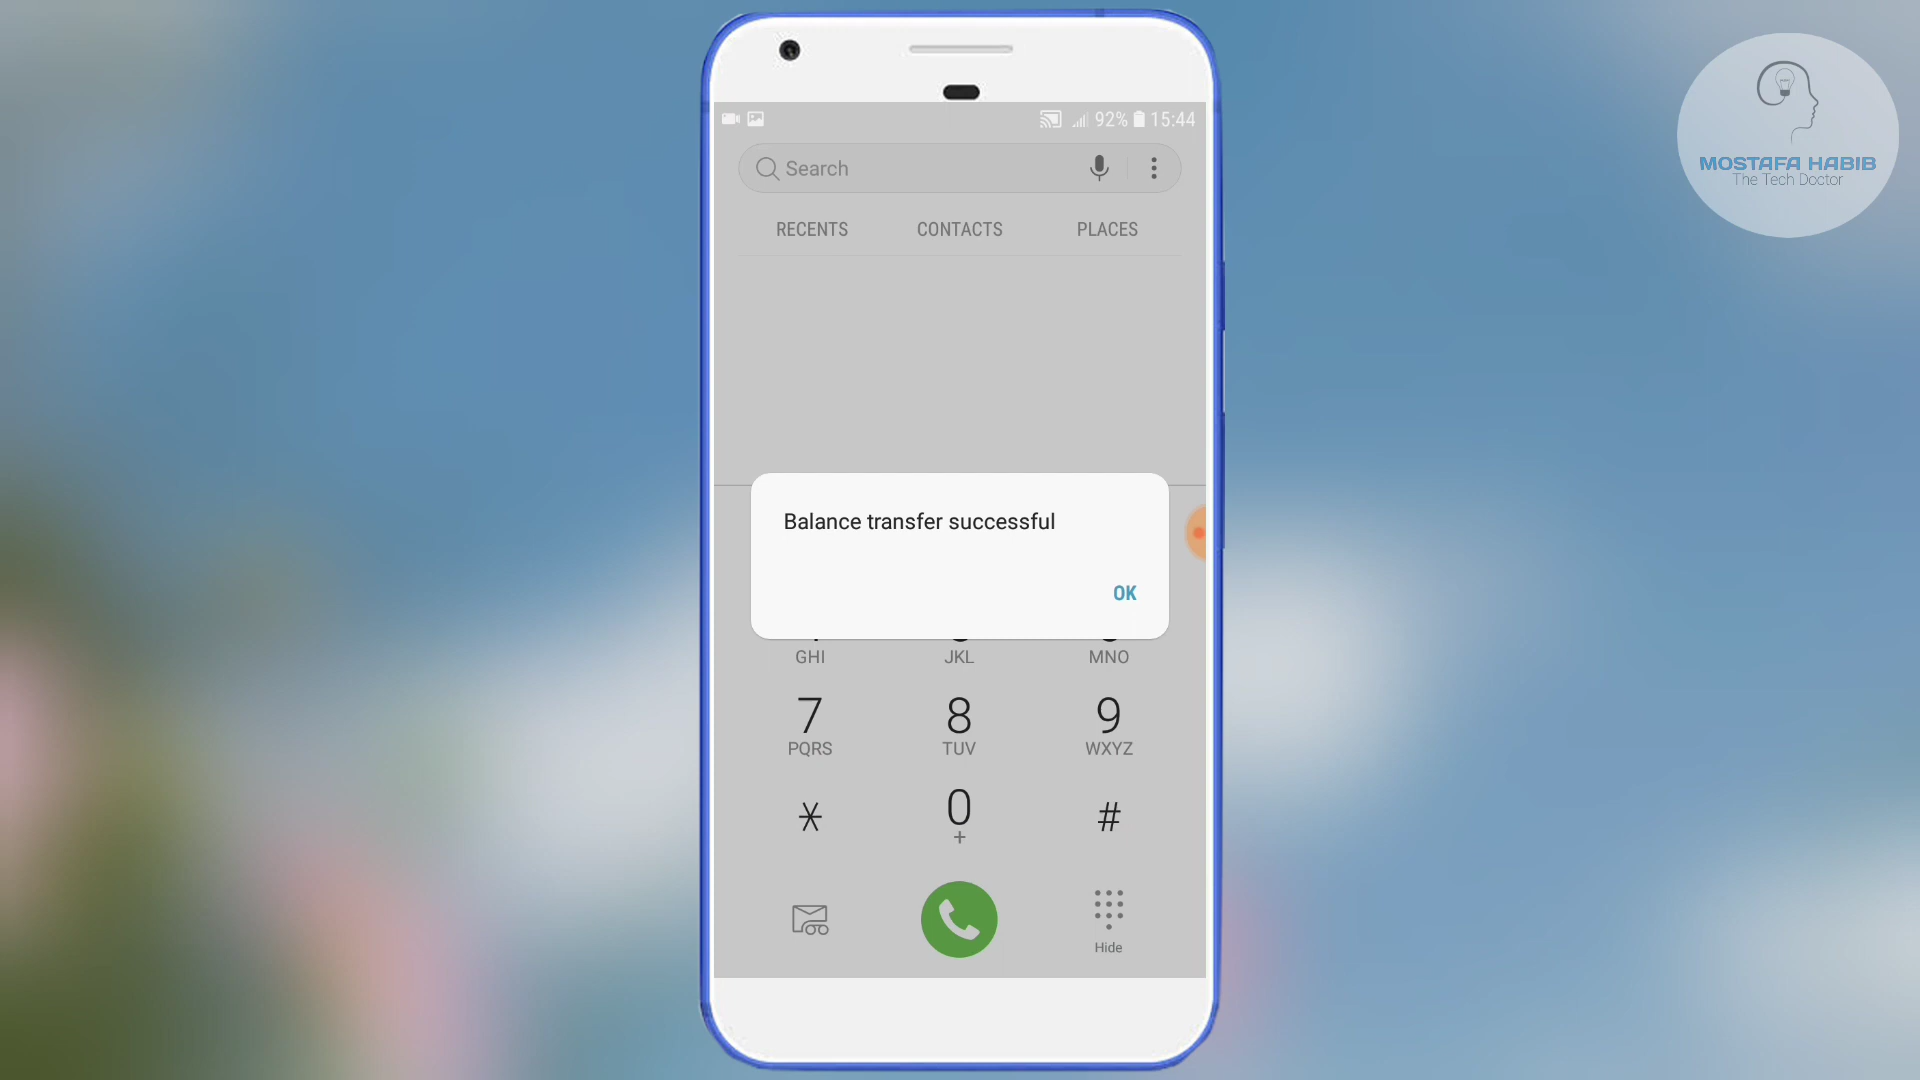 92% 15:44
Search
RECENTS CONTACTS PLACES
Balance transfer successful
OK
GHI JKL MNO
7 8 9
PQRS TUV WXYZ
* 0 #
+
Hide
MOSTAFA HABIB
The Tech Doctor